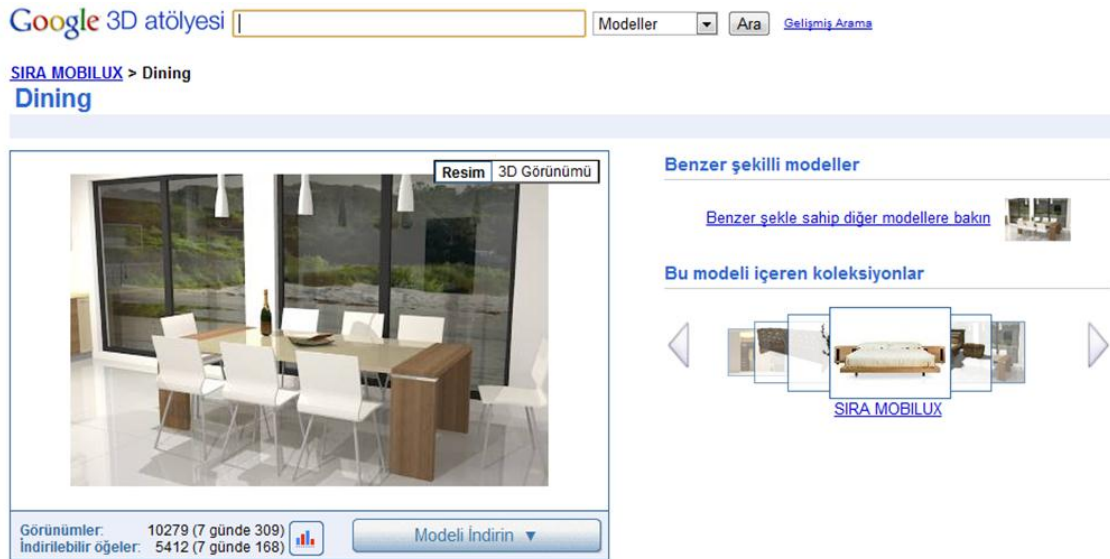 Google 3D atölyesi Modeller Ara Gelişmiş Arama
SIRA MOBILUX > Dining
Dining
Resim 3D Görünümü
Görünümler: 10279 (7 günde 309)
İndirilebilir öğeler: 5412 (7 günde 168)
Modeli İndirin ▼
Benzer şekilli modeller
Benzer şekle sahip diğer modellere bakın
Bu modeli içeren koleksiyonlar
SIRA MOBILUX